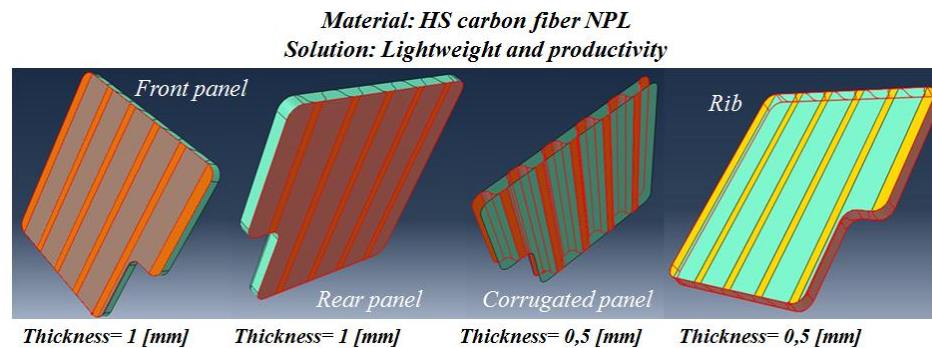 Material: HS carbon fiber NPL
Solution: Lightweight and productivity
Front panel
Rear panel
Corrugated panel
Rib
Thickness= 1 [mm]
Thickness= 1 [mm]
Thickness= 0,5 [mm]
Thickness= 0,5 [mm]